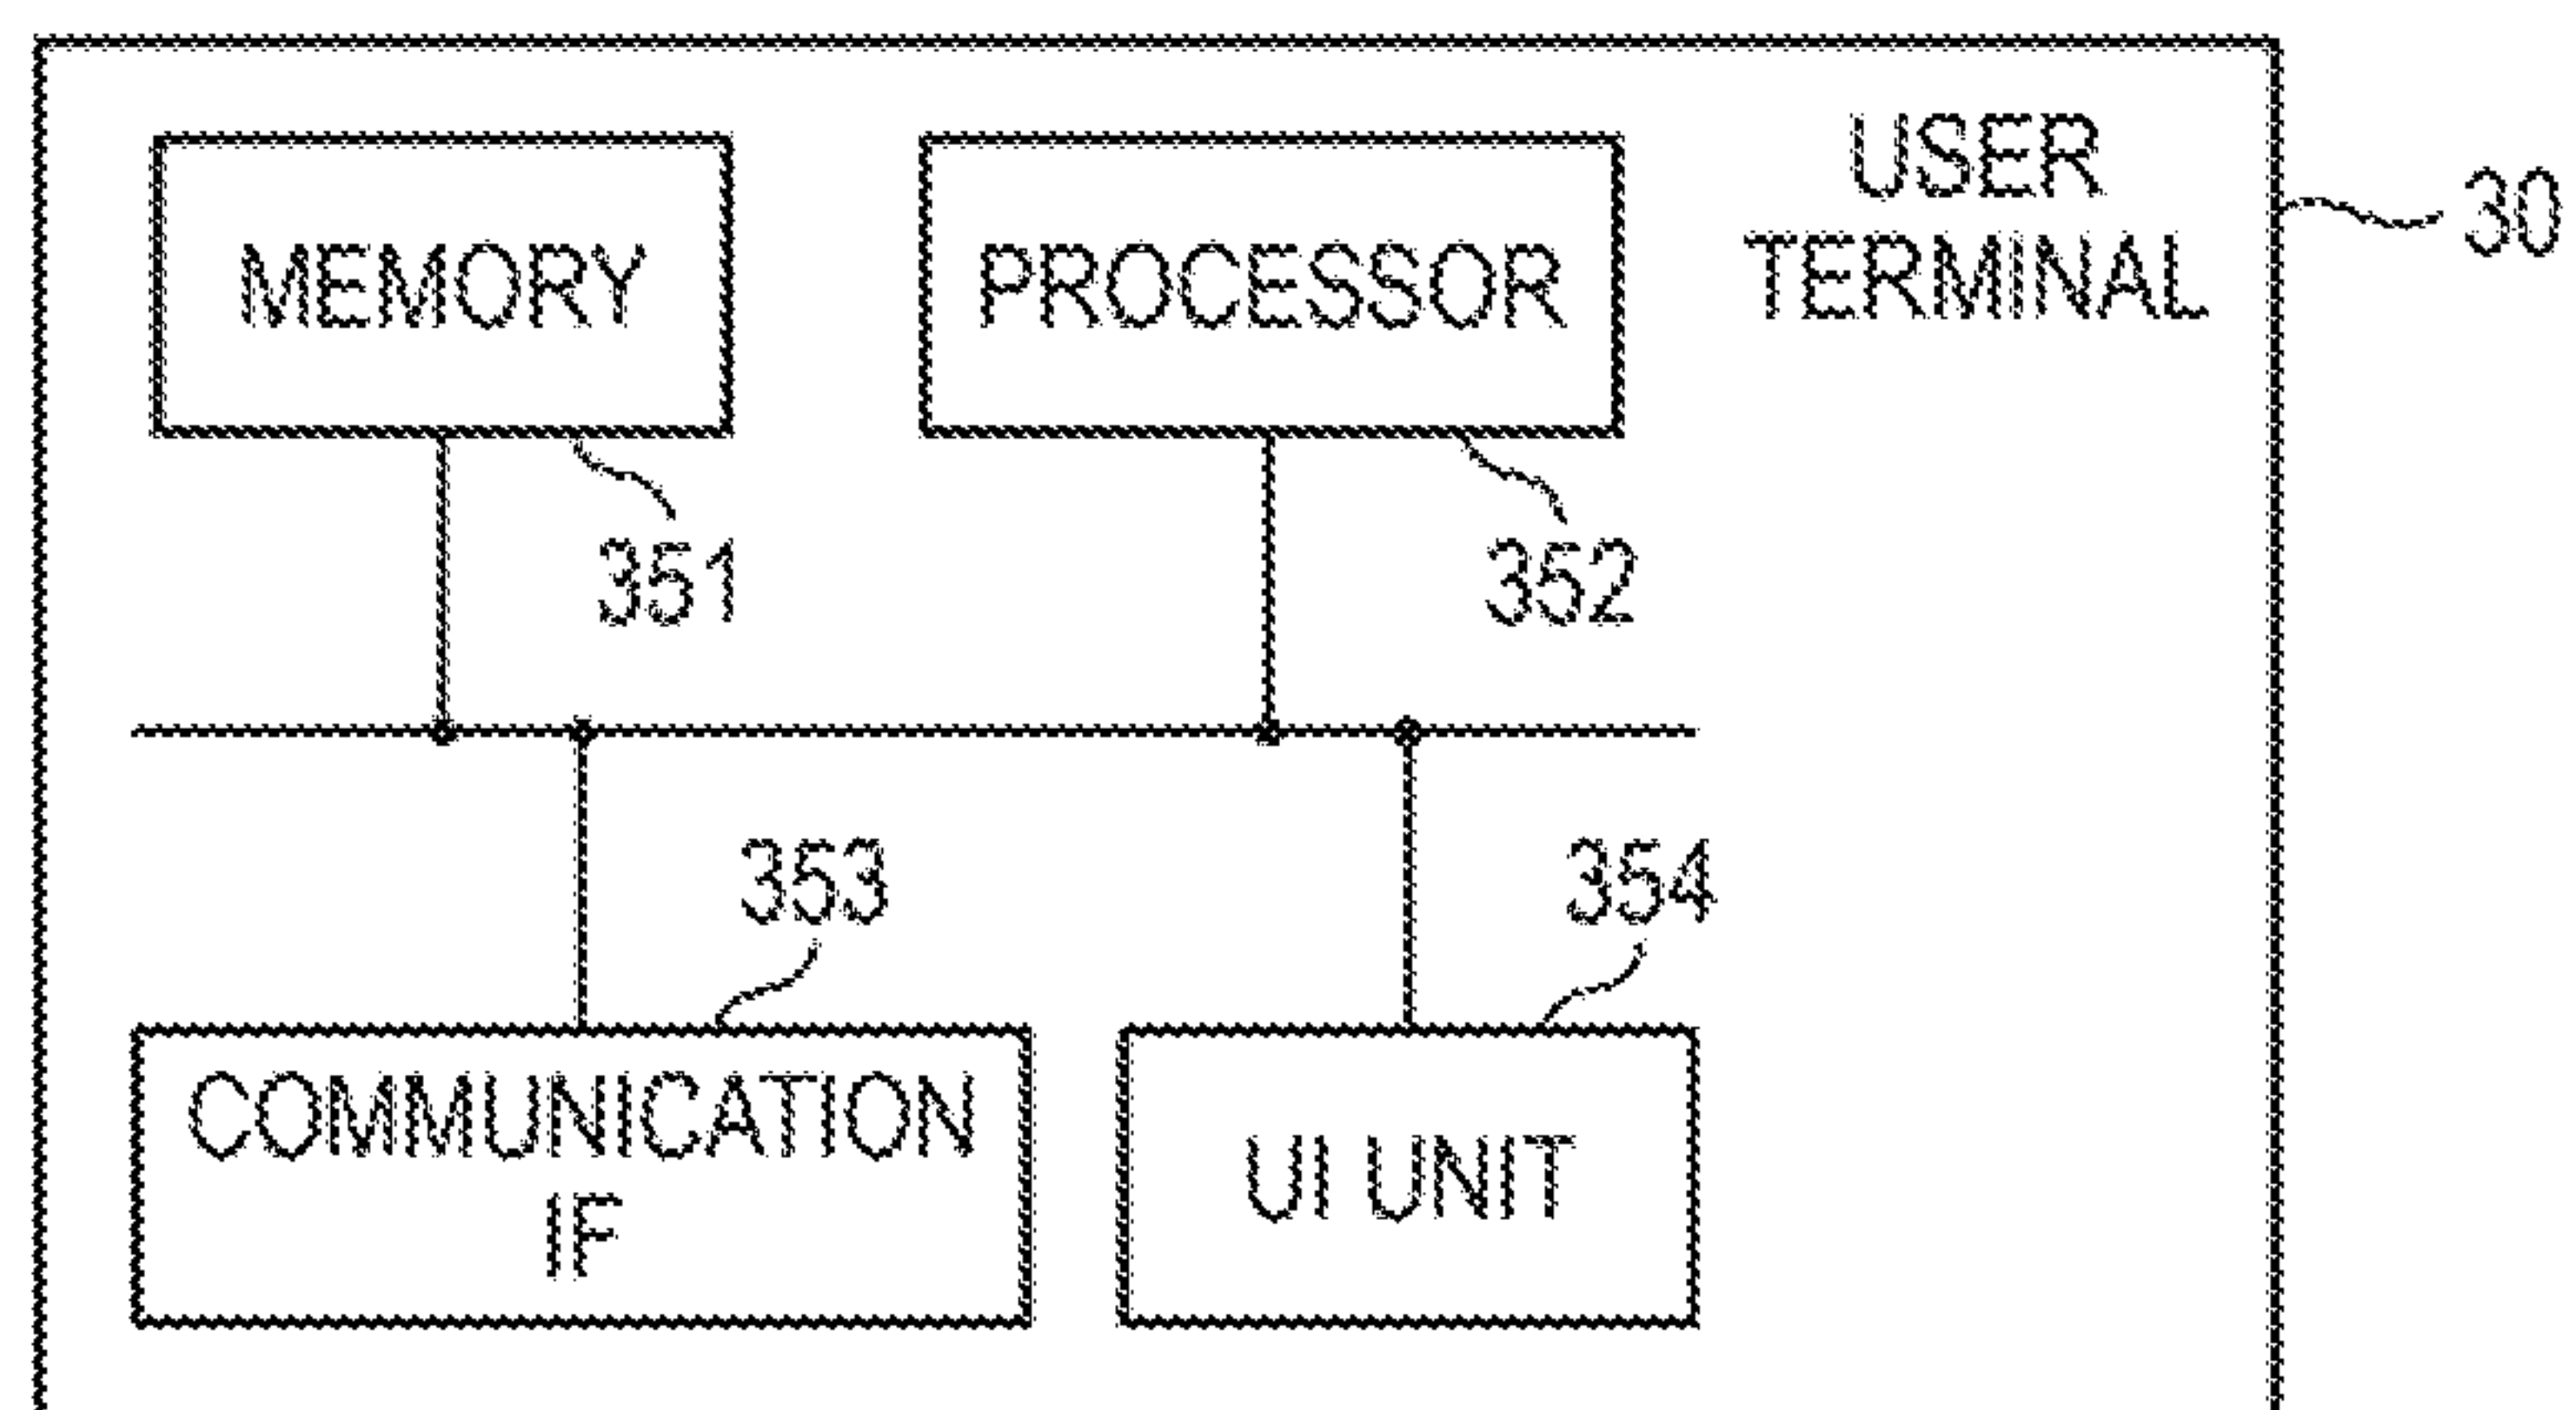 USER
TERMINAL
30
MEMORY
PROCESSOR
351
352
353
354
COMMUNICATION
IF
UI UNIT